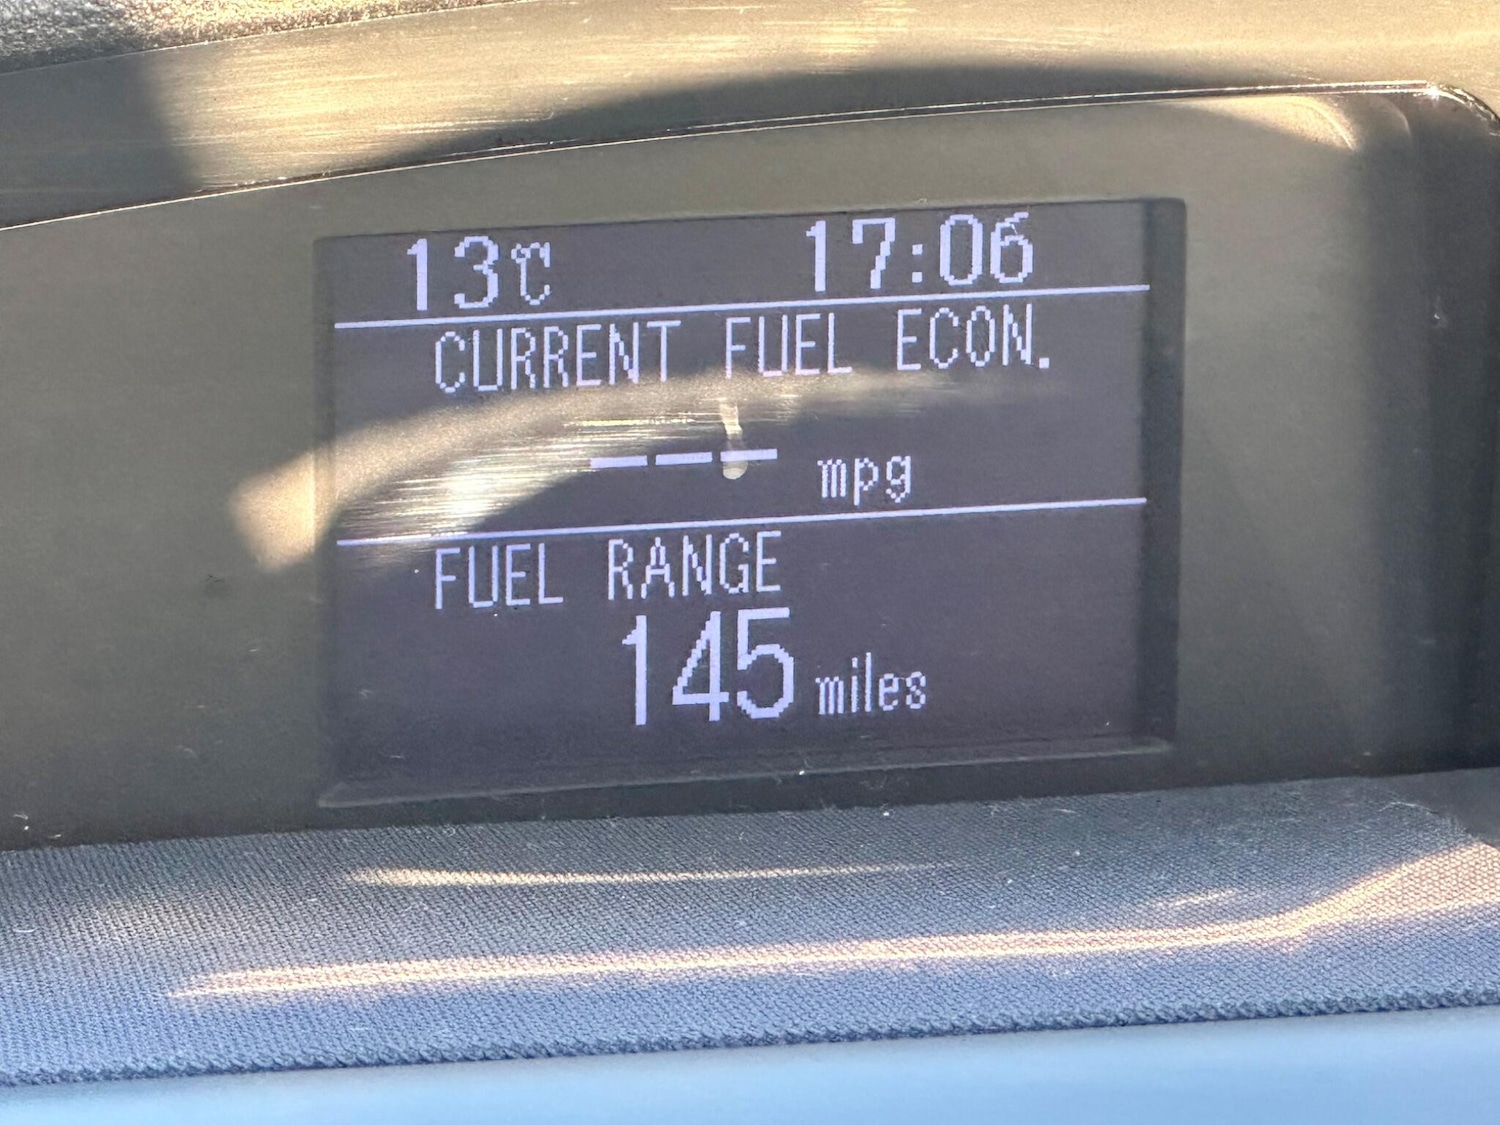 13℃ 17:06
CURRENT FUEL ECON.
--- mpg
FUEL RANGE
145 miles